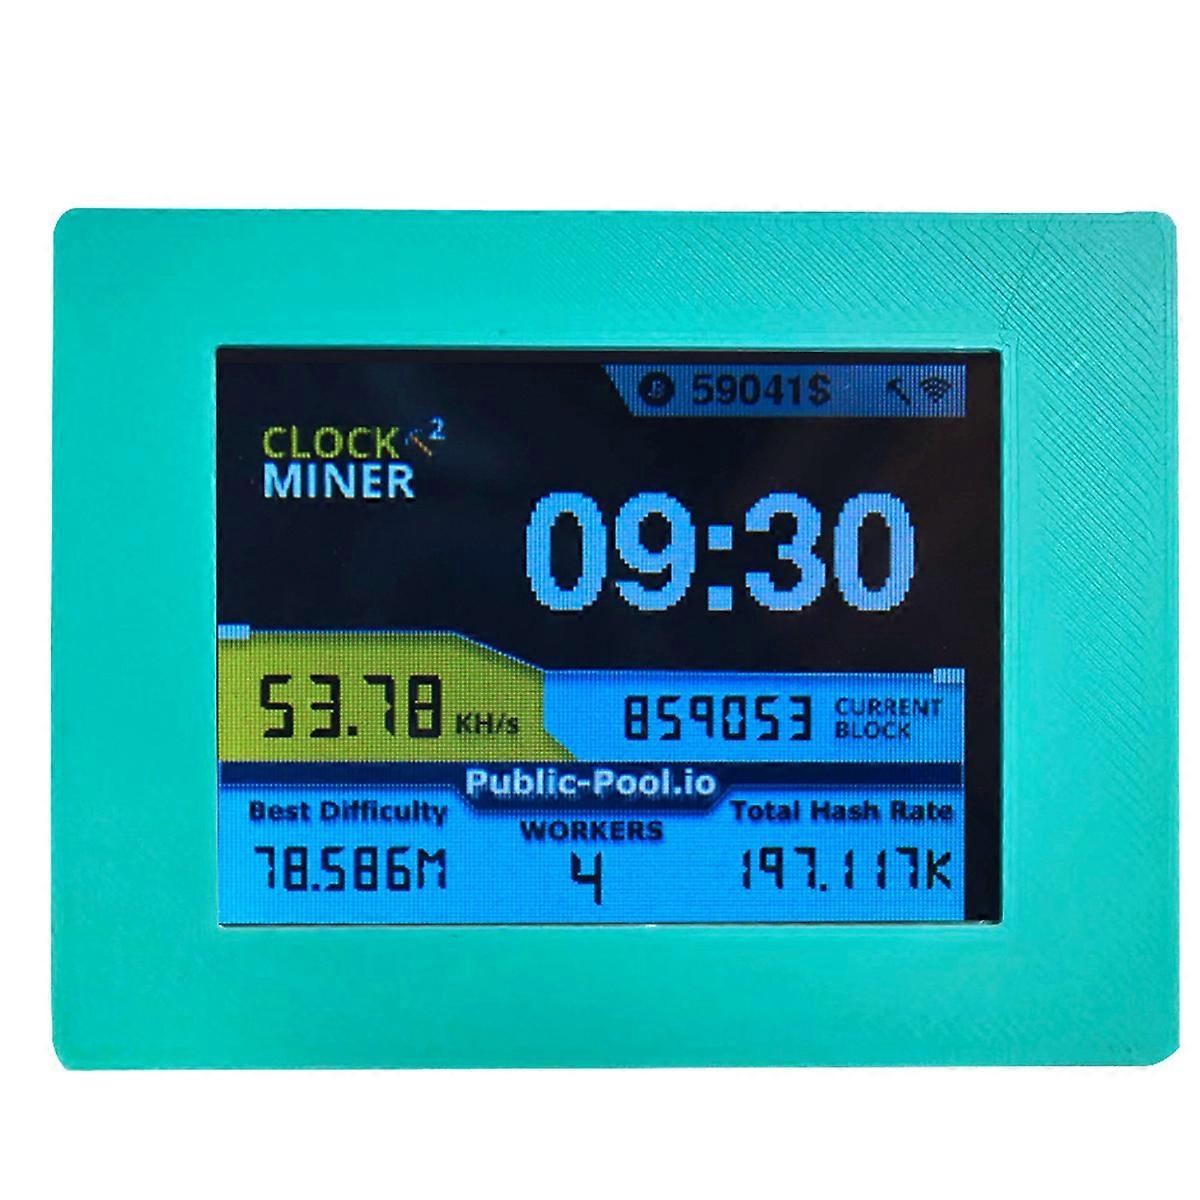 59041$
CLOCK 2
MINER
09:30
53.78 KH/s
859053 CURRENT
BLOCK
Public-Pool.io
Best Difficulty
WORKERS
Total Hash Rate
78.586M
4
197.117K